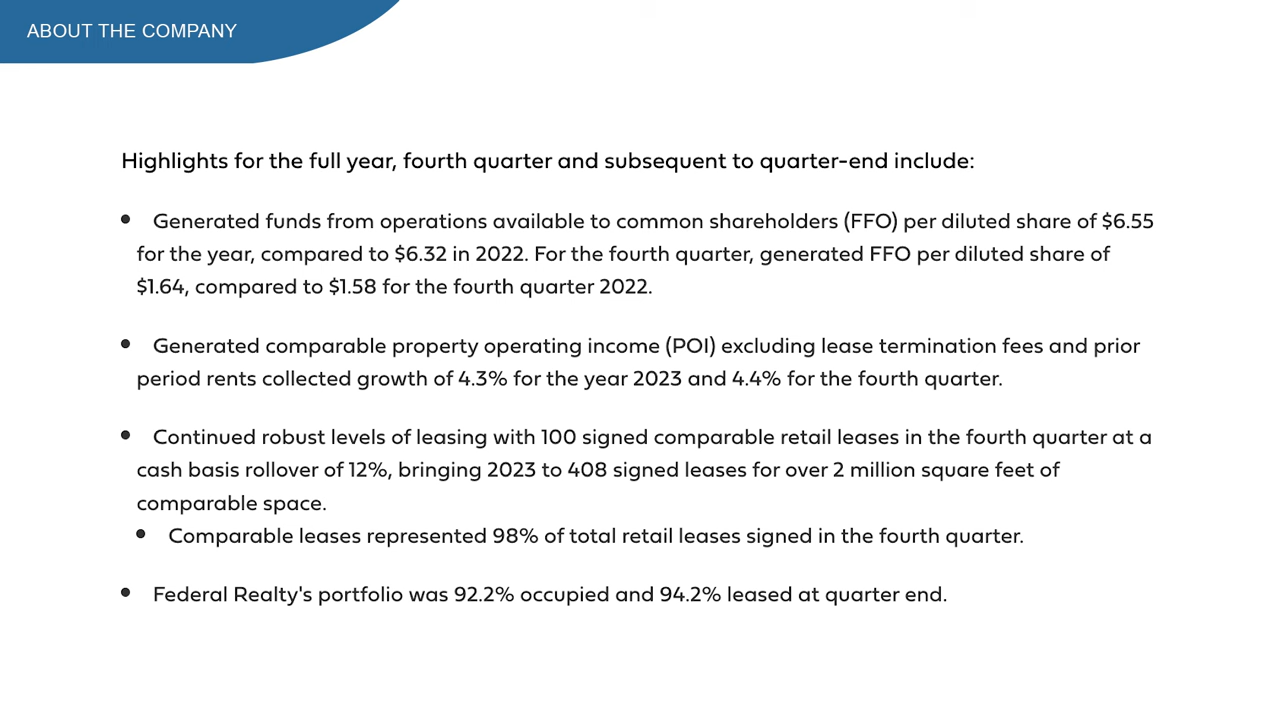 ABOUT THE COMPANY
Highlights for the full year, fourth quarter and subsequent to quarter-end include:
• Generated funds from operations available to common shareholders (FFO) per diluted share of $6.55
for the year, compared to $6.32 in 2022. For the fourth quarter, generated FFO per diluted share of
$1.64, compared to $1.58 for the fourth quarter 2022.
• Generated comparable property operating income (POI) excluding lease termination fees and prior
period rents collected growth of 4.3% for the year 2023 and 4.4% for the fourth quarter.
• Continued robust levels of leasing with 100 signed comparable retail leases in the fourth quarter at a
cash basis rollover of 12%, bringing 2023 to 408 signed leases for over 2 million square feet of
comparable space.
• Comparable leases represented 98% of total retail leases signed in the fourth quarter.
• Federal Realty's portfolio was 92.2% occupied and 94.2% leased at quarter end.